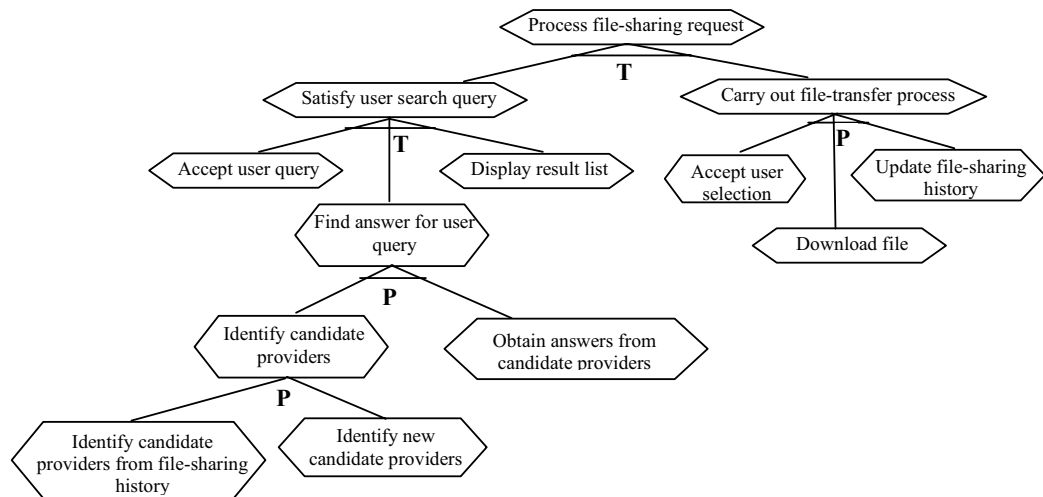 Process file-sharing request
T
Satisfy user search query
Carry out file-transfer process
T
P
Accept user query
Display result list
Accept user
selection
Update file-sharing
history
Find answer for user
query
Download file
P
Identify candidate
providers
Obtain answers from
candidate providers
P
Identify candidate
providers from file-sharing
history
Identify new
candidate providers